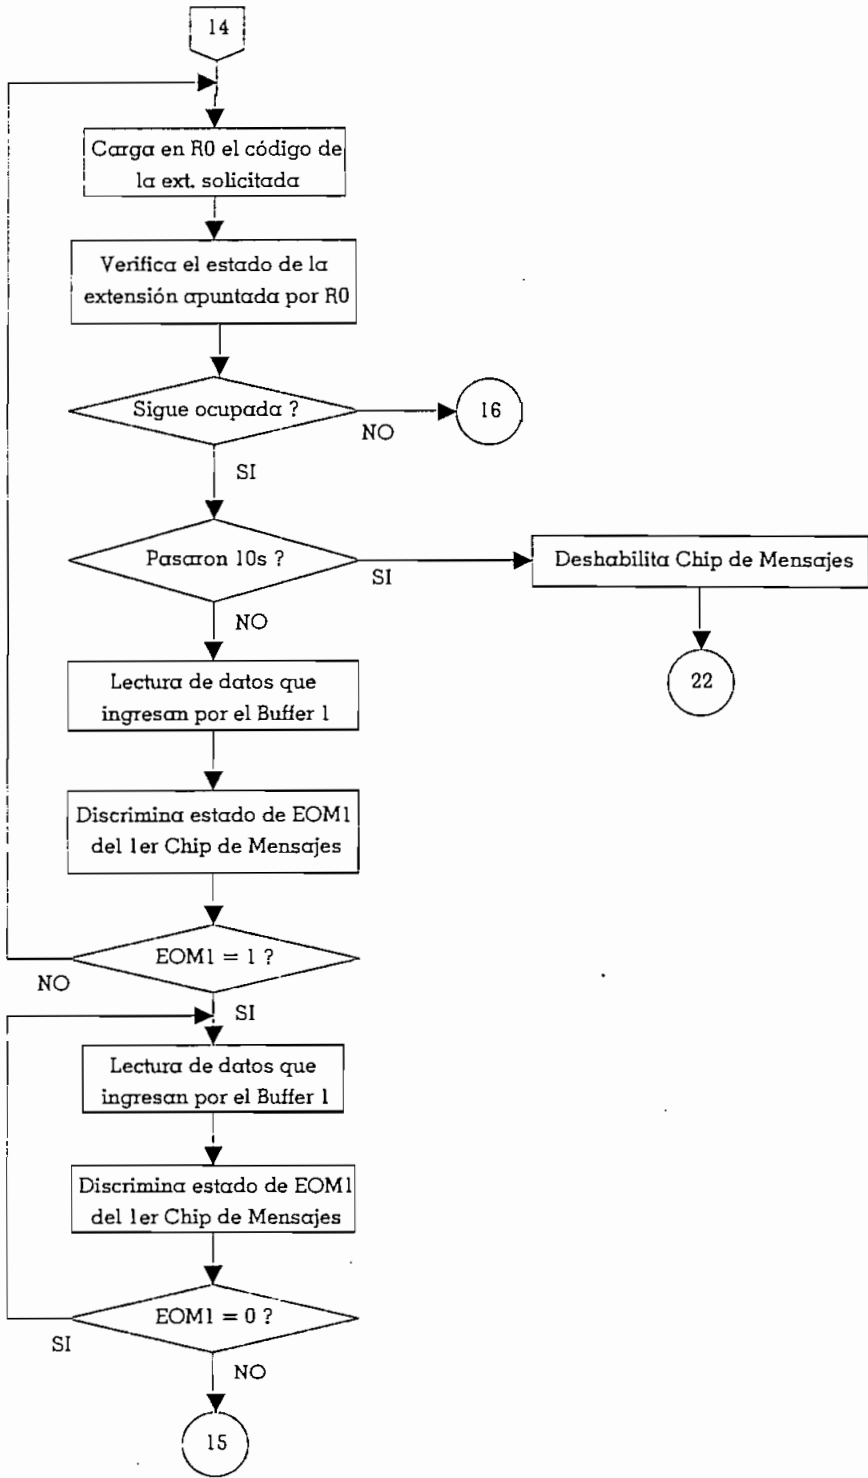 14
Carga en R0 el código de
la ext. solicitada
Verifica el estado de la
extensión apuntada por R0
Sigue ocupada ?
NO
16
SI
Pasaron 10s ?
SI
Deshabilita Chip de Mensajes
NO
22
Lectura de datos que
ingresan por el Buffer 1
Discrimina estado de EOM1
del 1er Chip de Mensajes
EOM1 = 1 ?
NO
SI
Lectura de datos que
ingresan por el Buffer 1
Discrimina estado de EOM1
del 1er Chip de Mensajes
EOM1 = 0 ?
SI
NO
15